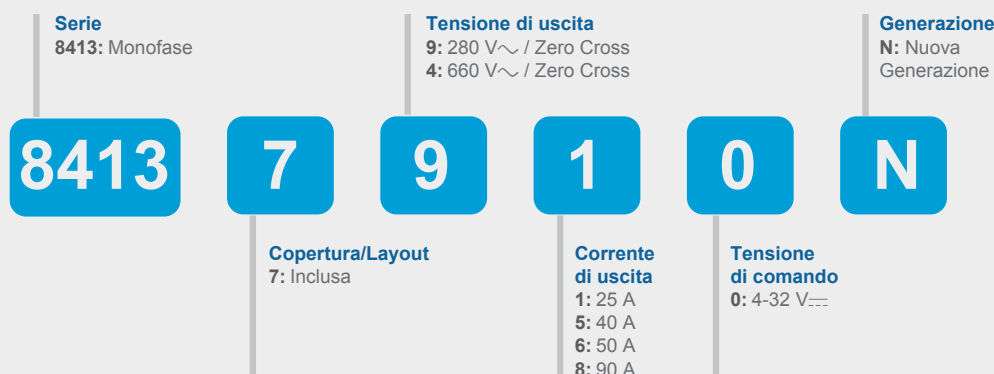 Serie
8413: Monofase
Tensione di uscita
9: 280 V~ / Zero Cross
4: 660 V~ / Zero Cross
Generazione
N: Nuova
Generazione
8413 7 9 1 0 N
Copertura/Layout
7: Inclusa
Corrente
di uscita
1: 25 A
5: 40 A
6: 50 A
8: 90 A
Tensione
di comando
0: 4-32 V⎓